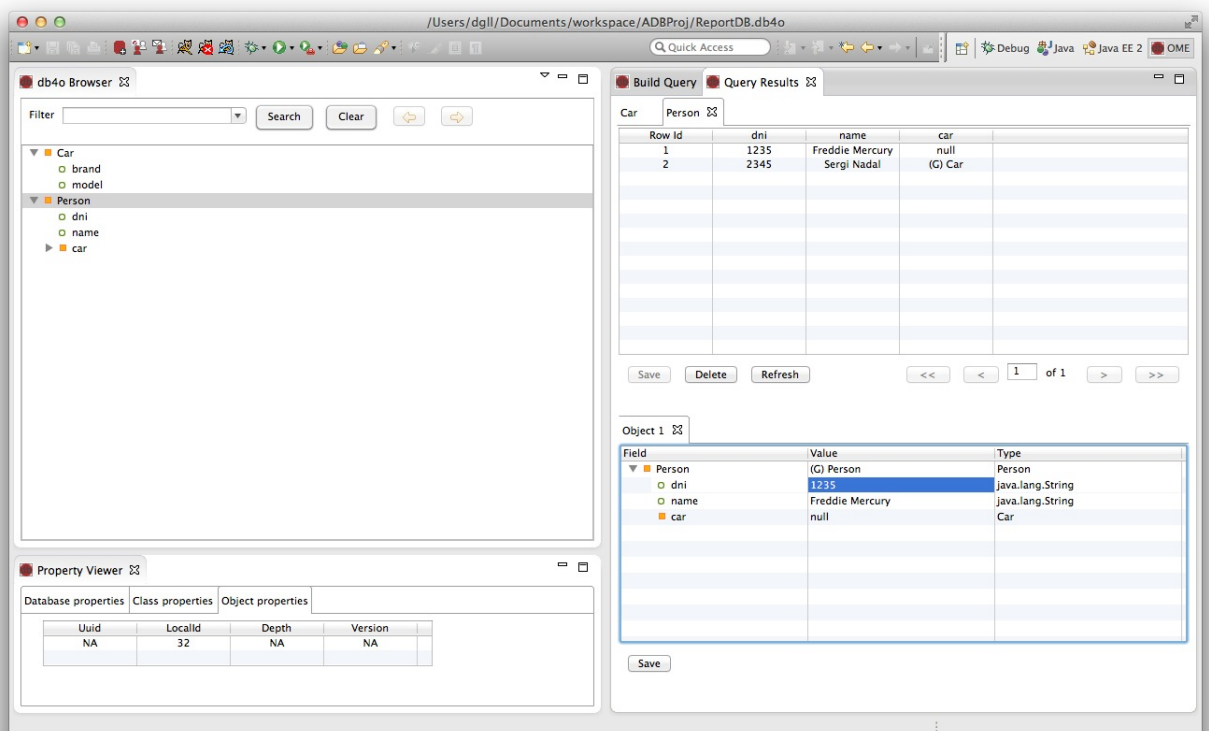 /Users/dgll/Documents/workspace/ADBProj/ReportDB.db4o
Quick Access
Debug Java Java EE 2 OME
db4o Browser
Filter Search Clear
Car
brand
model
Person
dni
name
car
Property Viewer
Database properties Class properties Object properties
Uuid LocalId Depth Version
NA 32 NA NA
Build Query Query Results
Car Person
Row Id dni name car
1 1235 Freddie Mercury null
2 2345 Sergi Nadal (G) Car
Save Delete Refresh << < 1 of 1 > >>
Object 1
Field Value Type
Person (G) Person Person
dni 1235 java.lang.String
name Freddie Mercury java.lang.String
car null Car
Save